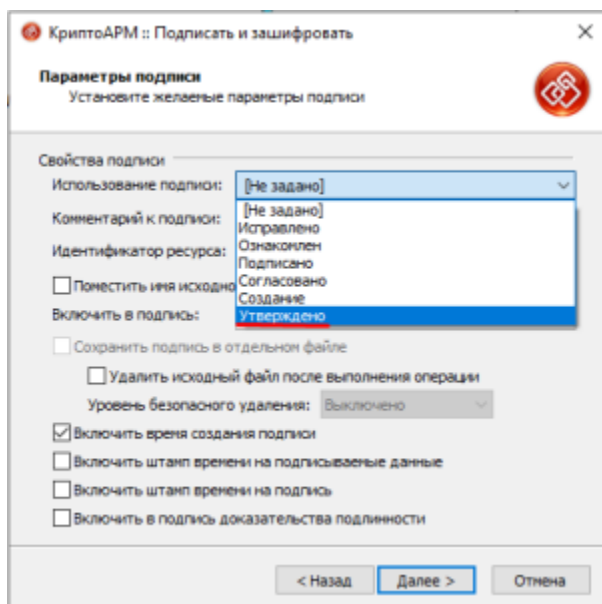 КриптоАРМ :: Подписать и зашифровать
Параметры подписи
Установите желаемые параметры подписи
Свойства подписи
Использование подписи: [Не задано]
[Не задано]
Комментарий к подписи:
Исправлено
Ознакомлен
Идентификатор ресурса:
Подписано
Согласовано
Поместить имя исходно
Создание
Включить в подпись:
Утверждено
Сохранить подпись в отдельном файле
Удалить исходный файл после выполнения операции
Уровень безопасного удаления: Выключено
Включить время создания подписи
Включить штамп времени на подписываемые данные
Включить штамп времени на подпись
Включить в подпись доказательства подлинности
< Назад Далее > Отмена